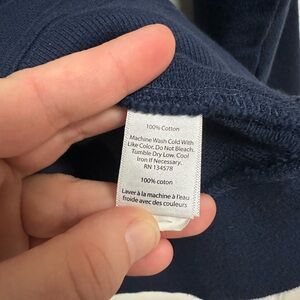 100% Cotton
Machine Wash Cold With
Like Color. Do Not Bleach.
Tumble Dry Low. Cool
Iron If Necessary.
RN 134578
100% coton
Laver à la machine à l'eau
froide avec des couleurs